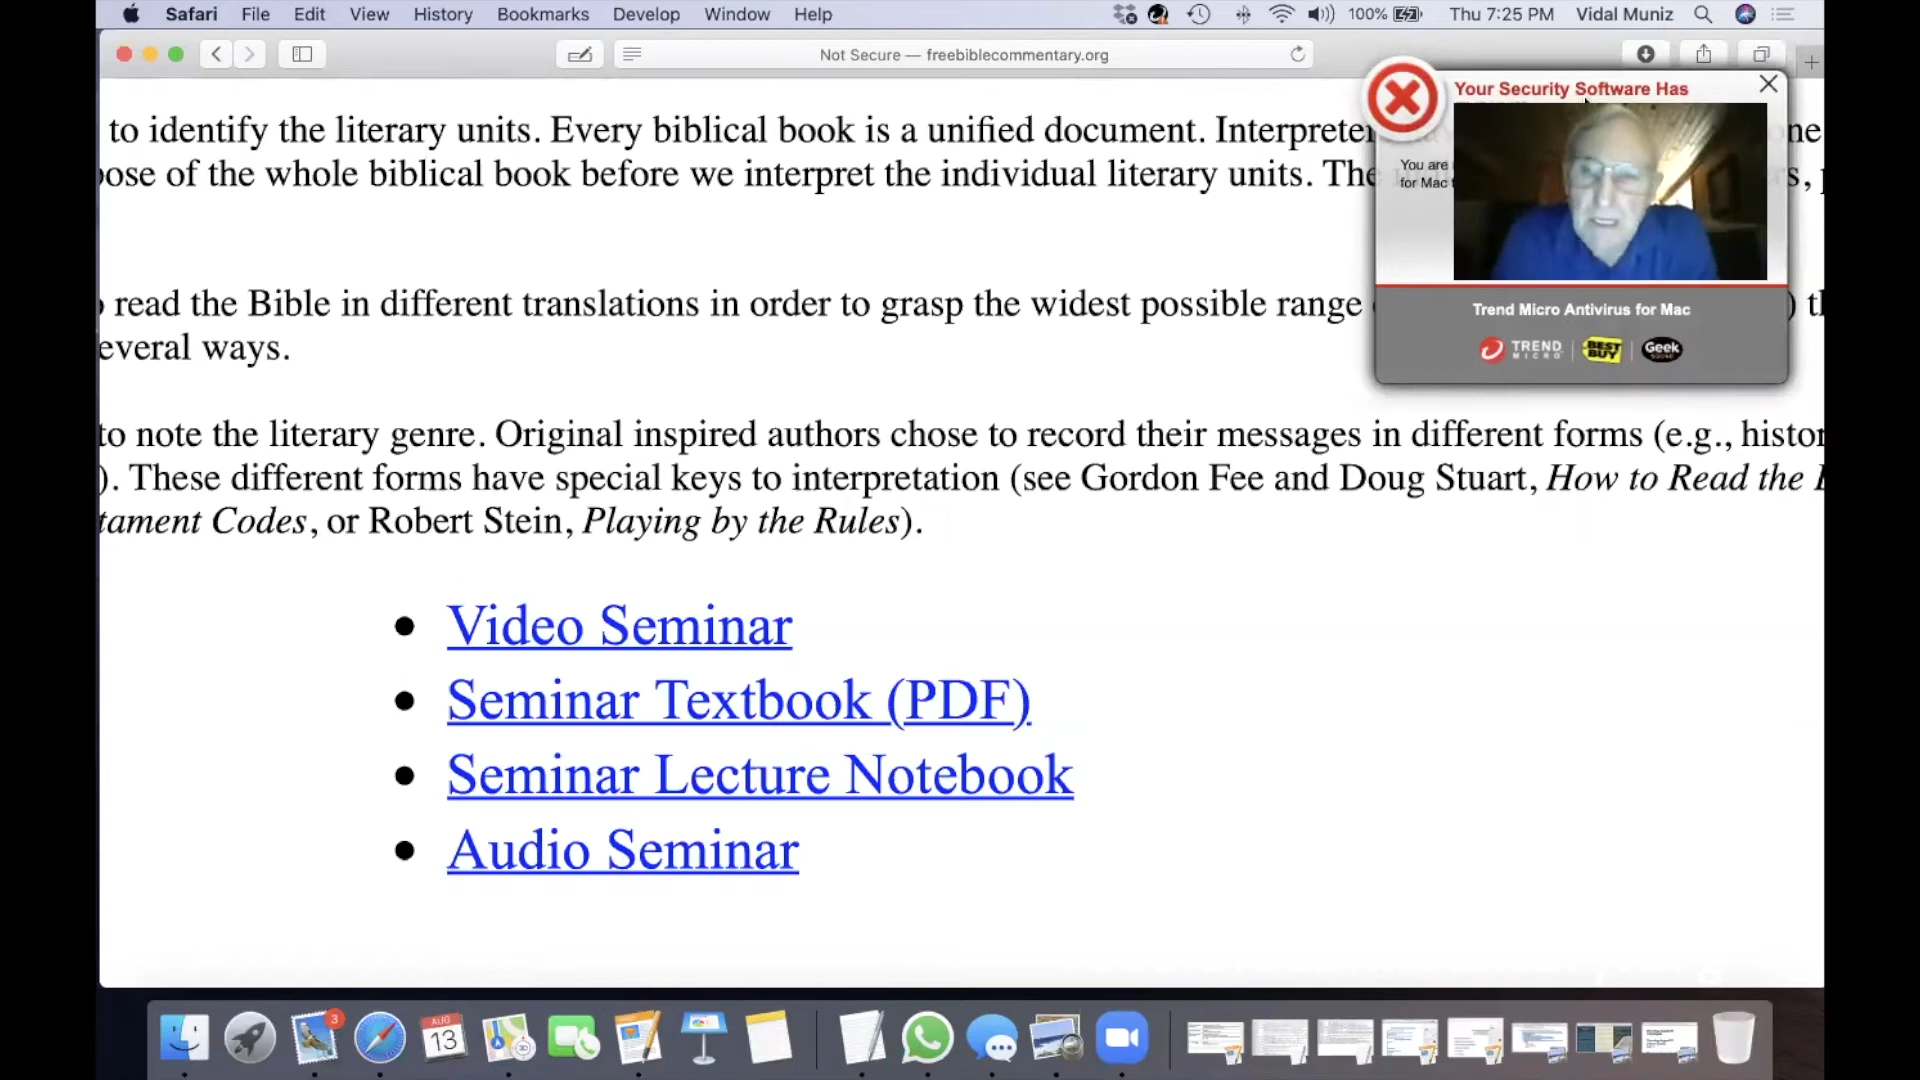 Safari File Edit View History Bookmarks Develop Window Help 100% Thu 7:25 PM Vidal Muniz
Not Secure — freebiblecommentary.org
Your Security Software Has
to identify the literary units. Every biblical book is a unified document.
of the whole biblical book before we interpret the individual literary units. The
You are
for Mac
read the Bible in different translations in order to grasp the widest possible range
everal ways.
Trend Micro Antivirus for Mac
TREND MICRO BEST BUY Geek SQUAD
to note the literary genre. Original inspired authors chose to record their messages in different forms (e.g., histor
). These different forms have special keys to interpretation (see Gordon Fee and Doug Stuart, How to Read the
tament Codes, or Robert Stein, Playing by the Rules).
• Video Seminar
• Seminar Textbook (PDF)
• Seminar Lecture Notebook
• Audio Seminar
3
AUG
13